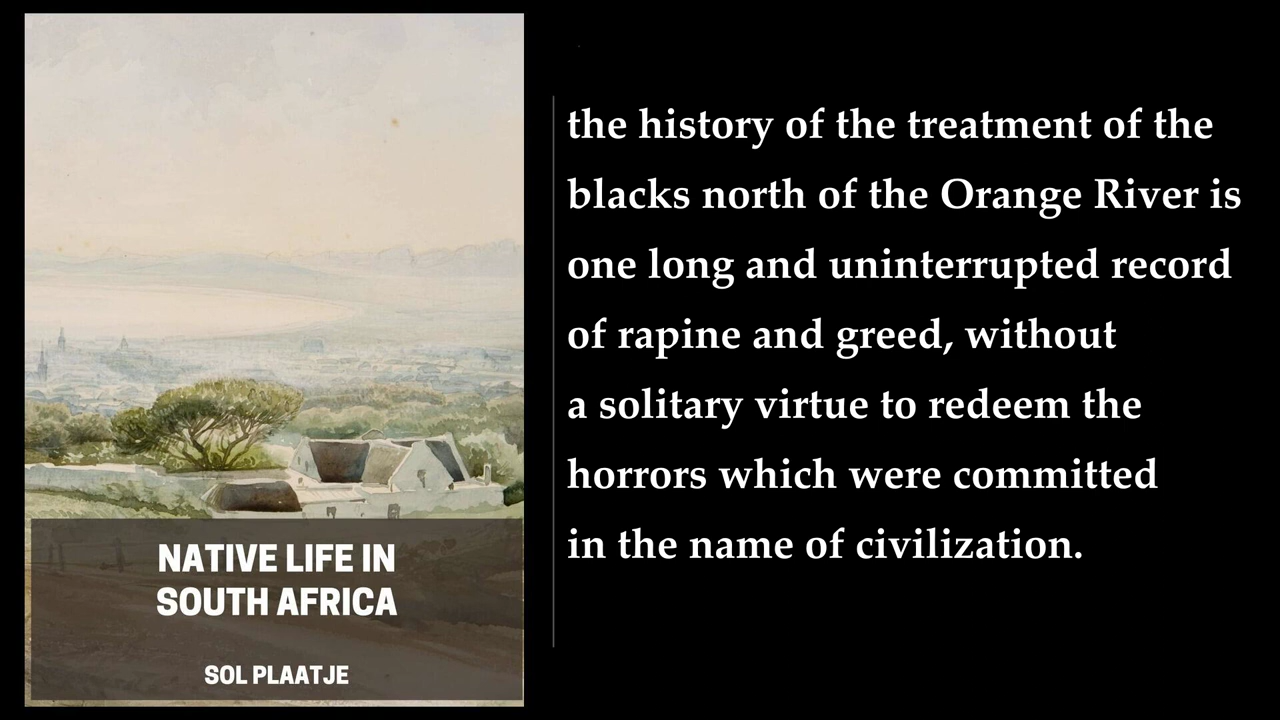 the history of the treatment of the
blacks north of the Orange River is
one long and uninterrupted record
of rapine and greed, without
a solitary virtue to redeem the
horrors which were committed
in the name of civilization.
NATIVE LIFE IN
SOUTH AFRICA
SOL PLAATJE